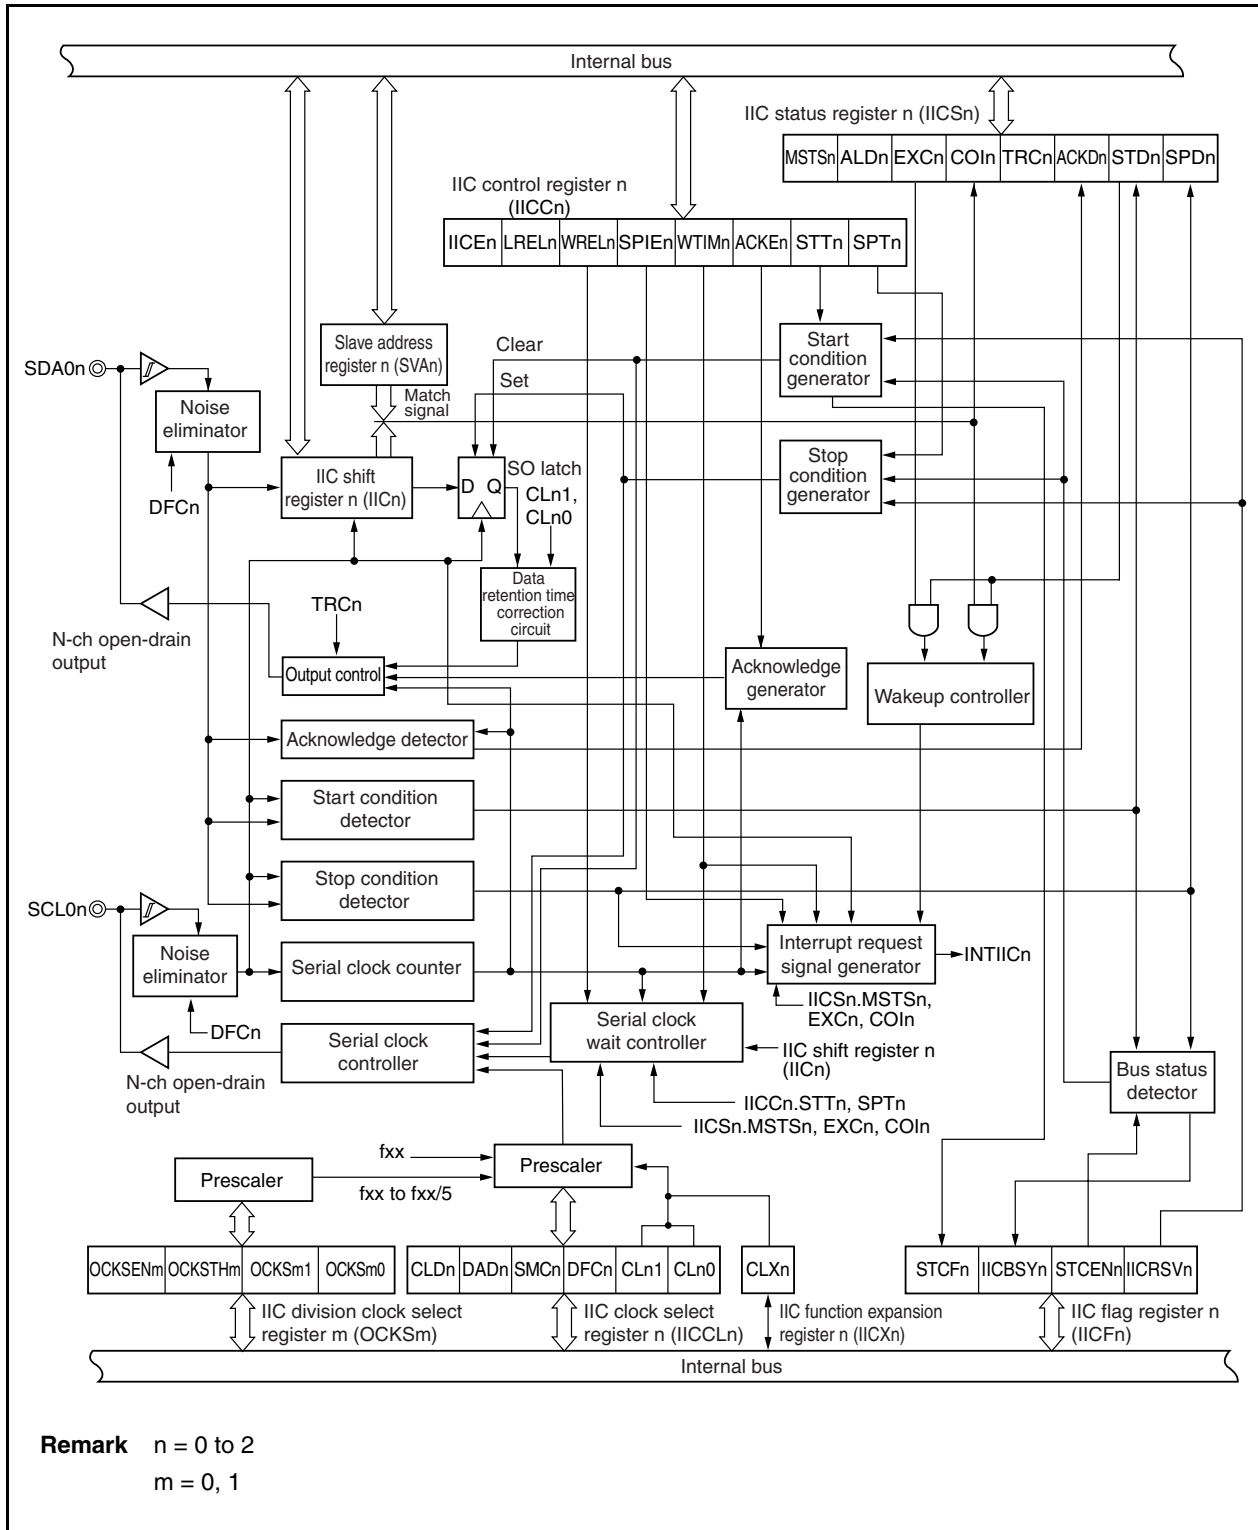 Internal bus
IIC status register n (IICSn)
MSTSn ALDn EXCn COIn TRCn ACKDn STDn SPDn
IIC control register n
(IICCn)
IICEn LRELn WRELn SPIEn WTIMn ACKEn STTn SPTn
SDA0n
Slave address
register n (SVAn)
Clear
Start
condition
generator
Set
Match
signal
Noise
eliminator
DFCn
IIC shift
register n (IICn)
D Q
SO latch
CLn1,
CLn0
Stop
condition
generator
Data
retention time
correction
circuit
TRCn
N-ch open-drain
output
Output control
Acknowledge
generator
Wakeup controller
Acknowledge detector
Start condition
detector
Stop condition
detector
SCL0n
Noise
eliminator
DFCn
Serial clock counter
Interrupt request
signal generator
INTIICn
IICSn.MSTSn,
EXCn, COIn
Serial clock
controller
Serial clock
wait controller
IIC shift register n
(IICn)
N-ch open-drain
output
Bus status
detector
IICCn.STTn, SPTn
IICSn.MSTSn, EXCn, COIn
Prescaler
fxx
fxx to fxx/5
Prescaler
OCKSENm OCKSTHm OCKSm1 OCKSm0
CLDn DADn SMCn DFCn CLn1 CLn0
CLXn
STCFn IICBSYn STCENn IICRSVn
IIC division clock select
register m (OCKSm)
IIC clock select
register n (IICCLn)
IIC function expansion
register n (IICXn)
IIC flag register n
(IICFn)
Internal bus
Remark n = 0 to 2
m = 0, 1